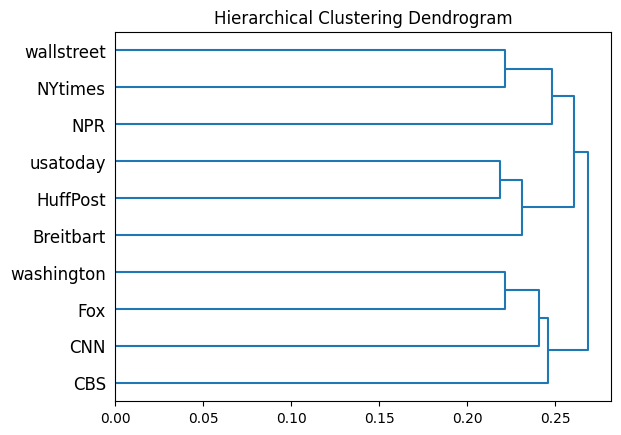 Hierarchical Clustering Dendrogram
wallstreet
NYtimes
NPR
usatoday
HuffPost
Breitbart
washington
Fox
CNN
CBS
0.00 0.05 0.10 0.15 0.20 0.25